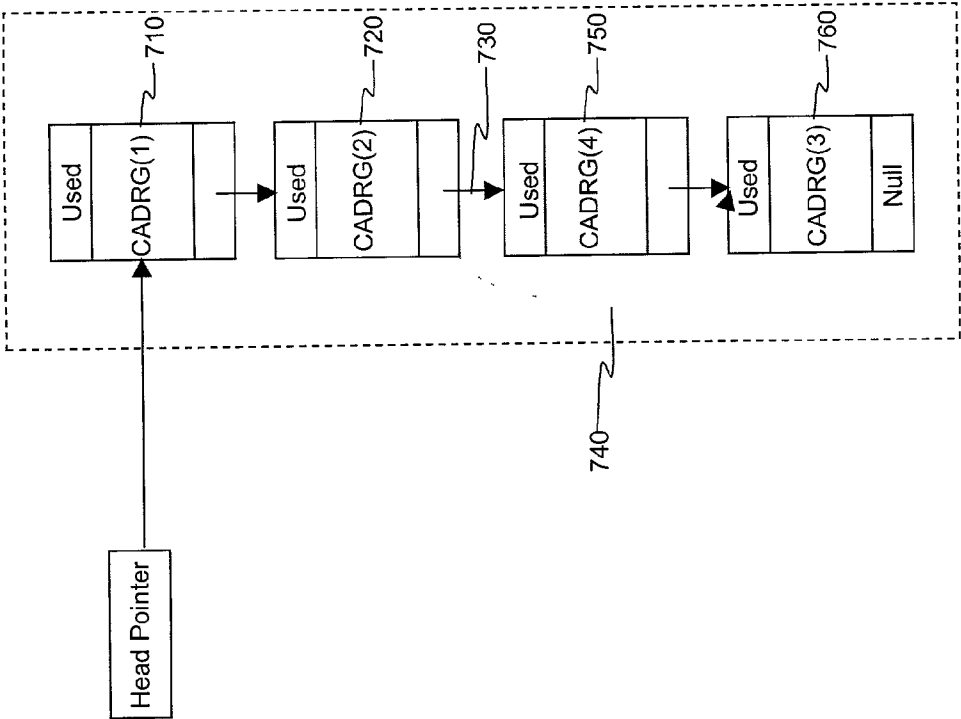 Head Pointer
Used
CADRG(1)
710
Used
CADRG(2)
720
730
Used
CADRG(4)
750
Used
CADRG(3)
Null
760
740